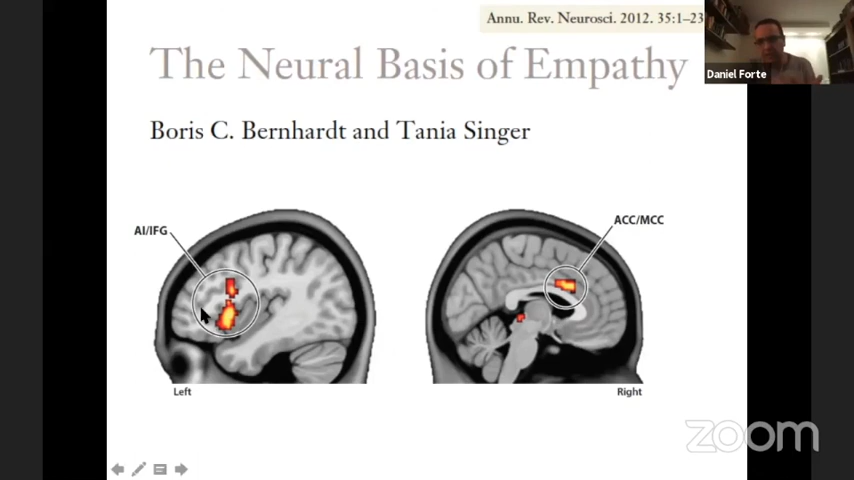 Annu. Rev. Neurosci. 2012. 35:1–23
The Neural Basis of Empathy
Daniel Forte
Boris C. Bernhardt and Tania Singer
AI/IFG
ACC/MCC
Left
Right
zoom